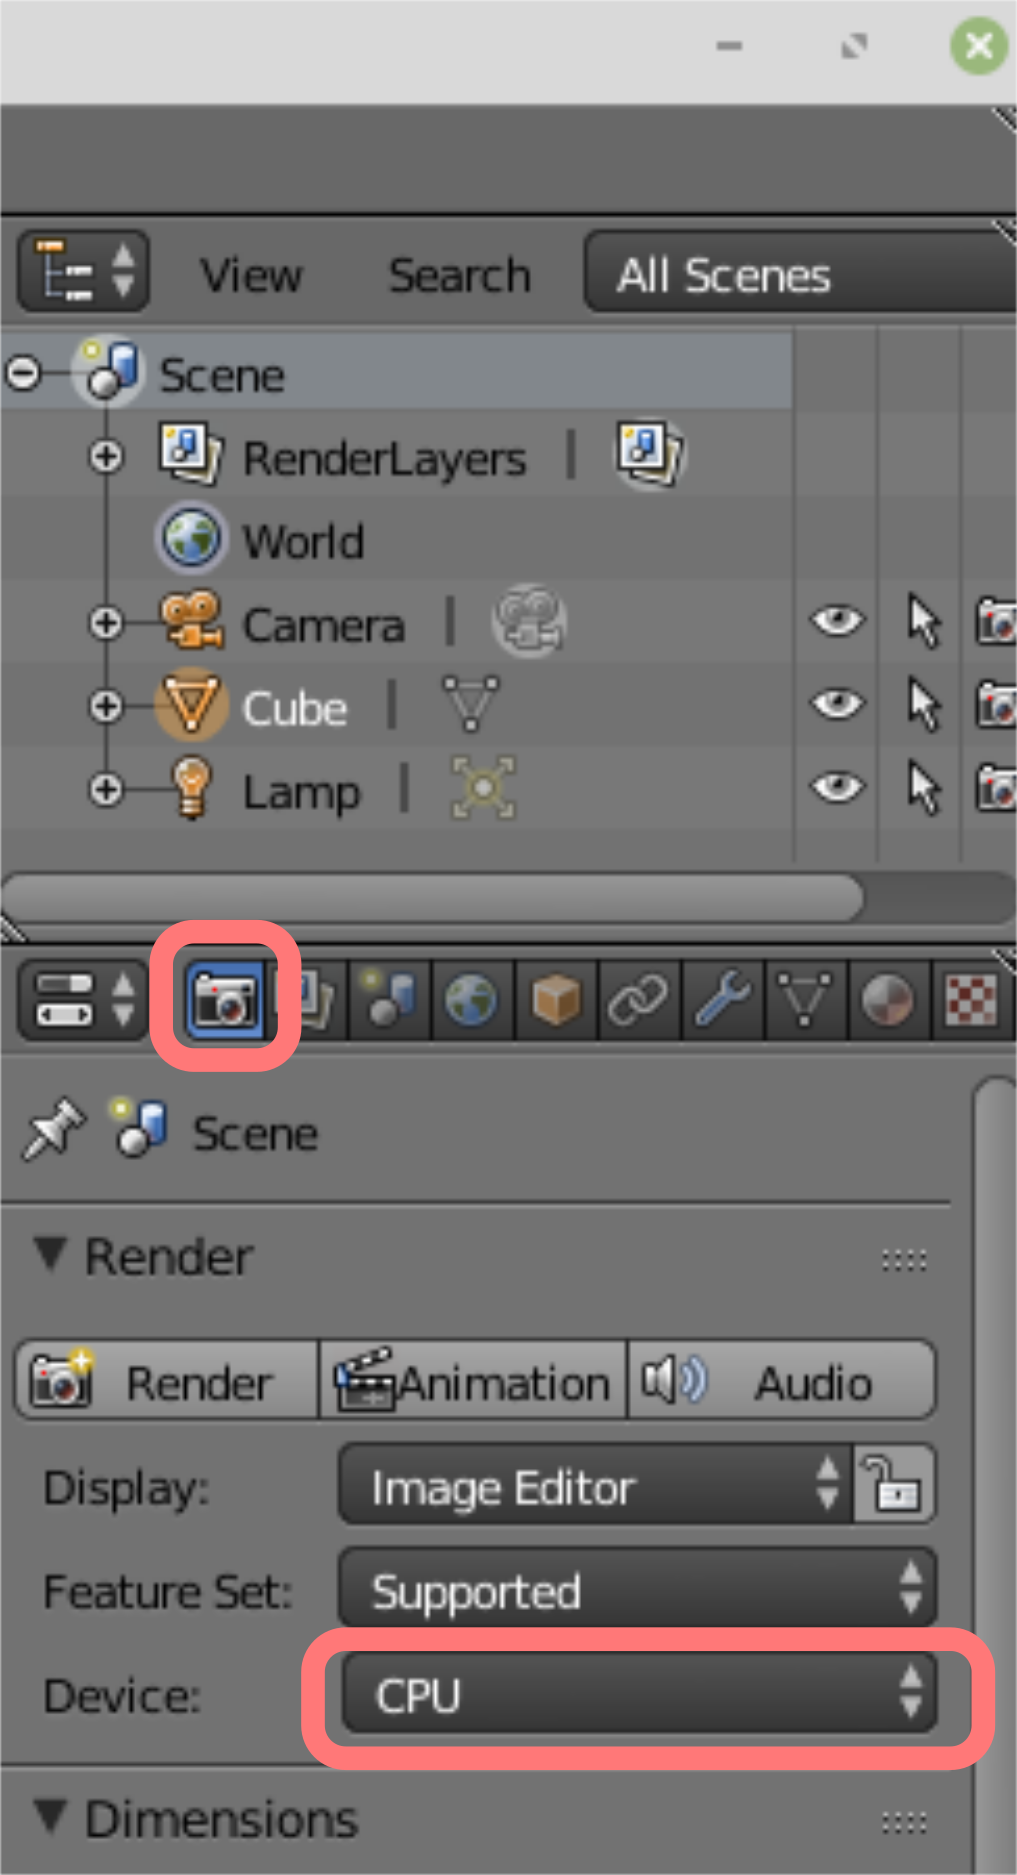 View Search All Scenes
Scene
RenderLayers
World
Camera
Cube
Lamp
Scene
Render
Render Animation Audio
Display: Image Editor
Feature Set: Supported
Device: CPU
Dimensions